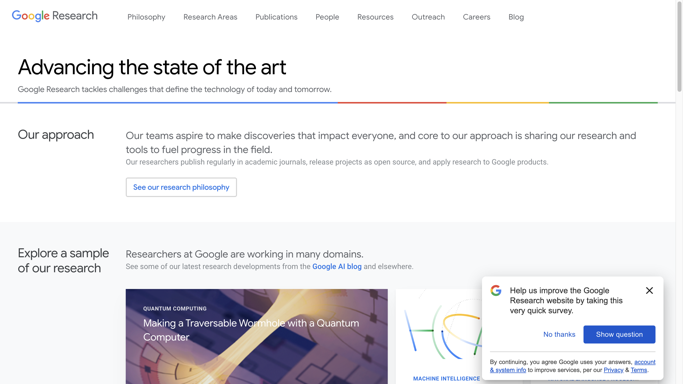 Google Research
Philosophy
Research Areas
Publications
People
Resources
Outreach
Careers
Blog
Advancing the state of the art
Google Research tackles challenges that define the technology of today and tomorrow.
Our approach
Our teams aspire to make discoveries that impact everyone, and core to our approach is sharing our research and
tools to fuel progress in the field.
Our researchers publish regularly in academic journals, release projects as open source, and apply research to Google products.
See our research philosophy
Explore a sample
of our research
Researchers at Google are working in many domains.
See some of our latest research developments from the Google AI blog and elsewhere.
QUANTUM COMPUTING
Making a Traversable Wormhole with a Quantum
Computer
MACHINE INTELLIGENCE
Help us improve the Google
Research website by taking this
very quick survey.
No thanks
Show question
By continuing, you agree Google uses your answers, account
& system info to improve services, per our Privacy & Terms.